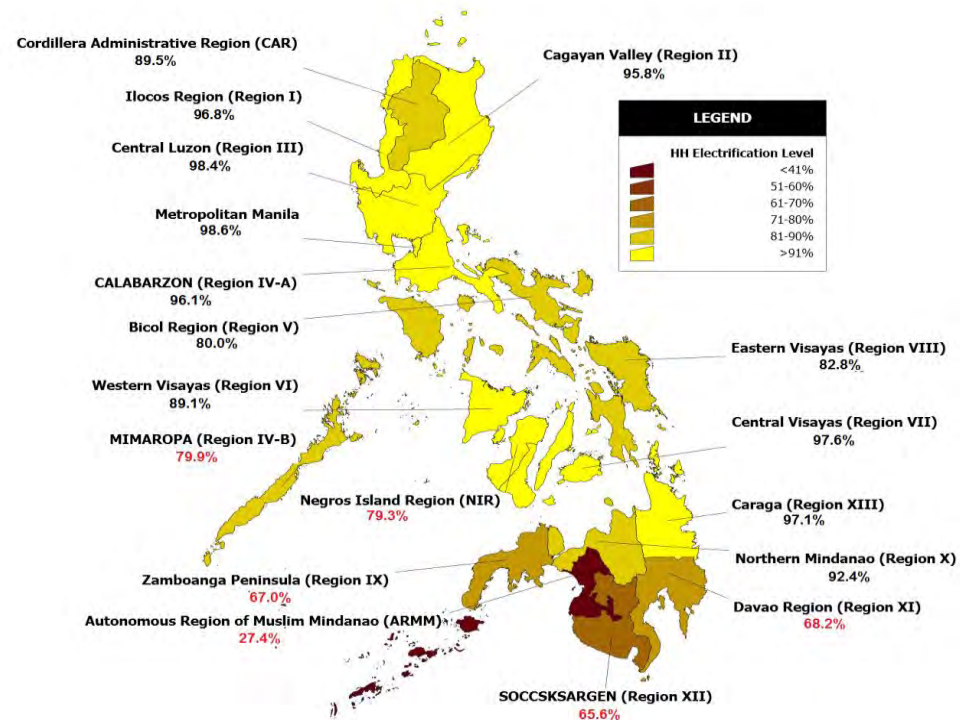 Cordillera Administrative Region (CAR)
89.5%
Cagayan Valley (Region II)
95.8%
Ilocos Region (Region I)
96.8%
Central Luzon (Region III)
98.4%
Metropolitan Manila
98.6%
CALABARZON (Region IV-A)
96.1%
Bicol Region (Region V)
80.0%
Western Visayas (Region VI)
89.1%
MIMAROPA (Region IV-B)
79.9%
Negros Island Region (NIR)
79.3%
Zamboanga Peninsula (Region IX)
67.0%
Autonomous Region of Muslim Mindanao (ARMM)
27.4%
SOCCSKSARGEN (Region XII)
65.6%
LEGEND
HH Electrification Level
<41%
51-60%
61-70%
71-80%
81-90%
>91%
Eastern Visayas (Region VIII)
82.8%
Central Visayas (Region VII)
97.6%
Caraga (Region XIII)
97.1%
Northern Mindanao (Region X)
92.4%
Davao Region (Region XI)
68.2%